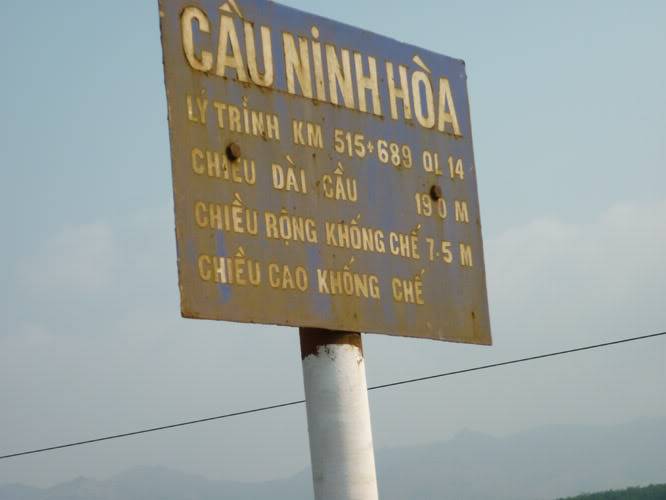 CẦU NINH HÒA
LÝ TRÌNH KM 515+689 QL 14
CHIỀU DÀI CẦU 190 M
CHIỀU RỘNG KHỐNG CHẾ 7.5 M
CHIỀU CAO KHỐNG CHẾ